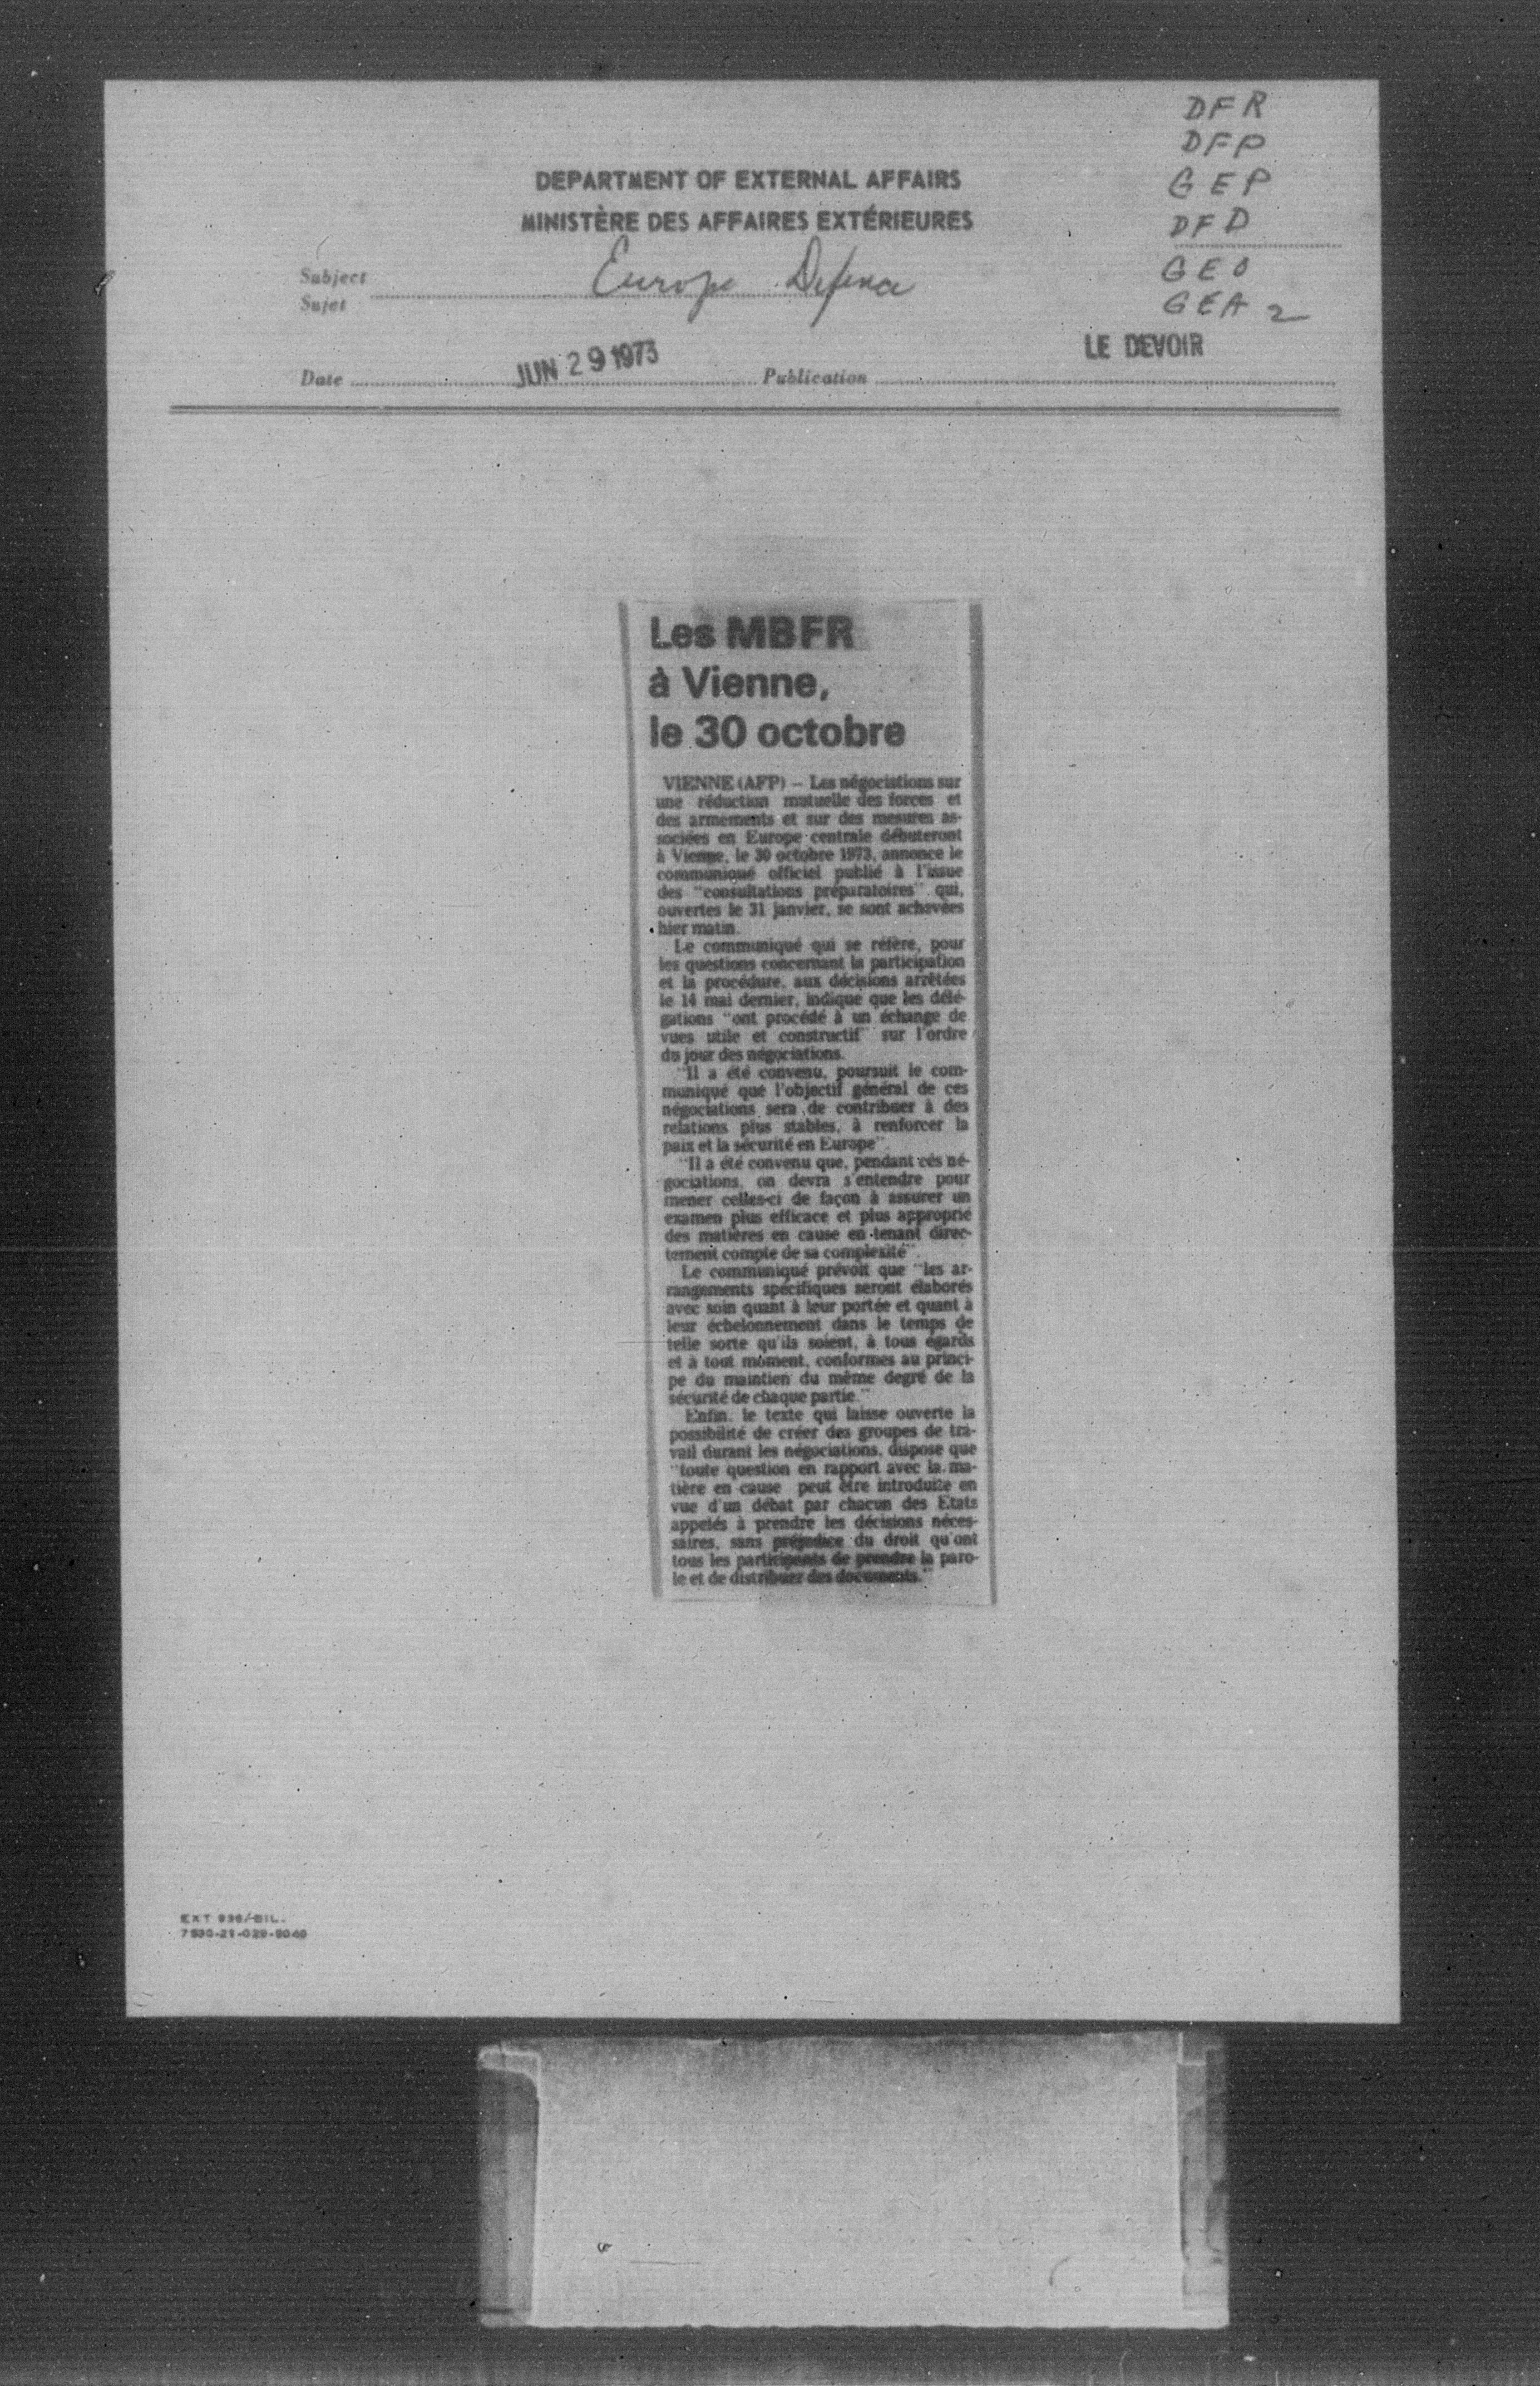 DFR
DFP
GEP
DFD
GEO
GEA 2
DEPARTMENT OF EXTERNAL AFFAIRS
MINISTÈRE DES AFFAIRES EXTÉRIEURES
Subject
Sujet
Europe Defence
Date JUN 29 1973 Publication LE DEVOIR
Les MBFR
à Vienne,
le 30 octobre
VIENNE (AFP) – Les négociations sur
une réduction mutuelle des forces et
des armements et sur des mesures as-
sociées en Europe centrale débuteront
à Vienne, le 30 octobre 1973, annonce le
communiqué officiel publié à l'issue
des "consultations préparatoires" qui,
ouvertes le 31 janvier, se sont achevées
hier matin.
Le communiqué qui se réfère, pour
les questions concernant la participation
et la procédure, aux décisions arrêtées
le 14 mai dernier, indique que les délé-
gations "ont procédé à un échange de
vues utile et constructif" sur l'ordre
du jour des négociations.
"Il a été convenu, poursuit le com-
muniqué que l'objectif général de ces
négociations sera de contribuer à des
relations plus stables, à renforcer la
paix et la sécurité en Europe".
"Il a été convenu que, pendant ces né-
gociations, on devra s'entendre pour
mener celles-ci de façon à assurer un
examen plus efficace et plus approprié
des matières en cause en tenant direc-
tement compte de sa complexité".
Le communiqué prévoit que "les ar-
rangements spécifiques seront élaborés
avec soin quant à leur portée et quant à
leur échelonnement dans le temps de
telle sorte qu'ils soient, à tous égards
et à tout moment, conformes au princi-
pe du maintien du même degré de la
sécurité de chaque partie."
Enfin, le texte qui laisse ouverte la
possibilité de créer des groupes de tra-
vail durant les négociations, dispose que
"toute question en rapport avec la ma-
tière en cause peut être introduite en
vue d'un débat par chacun des Etats
appelés à prendre les décisions néces-
saires, sans préjudice du droit qu'ont
tous les participants de prendre la paro-
le et de distribuer des documents."
EXT
7530-21-029-9040